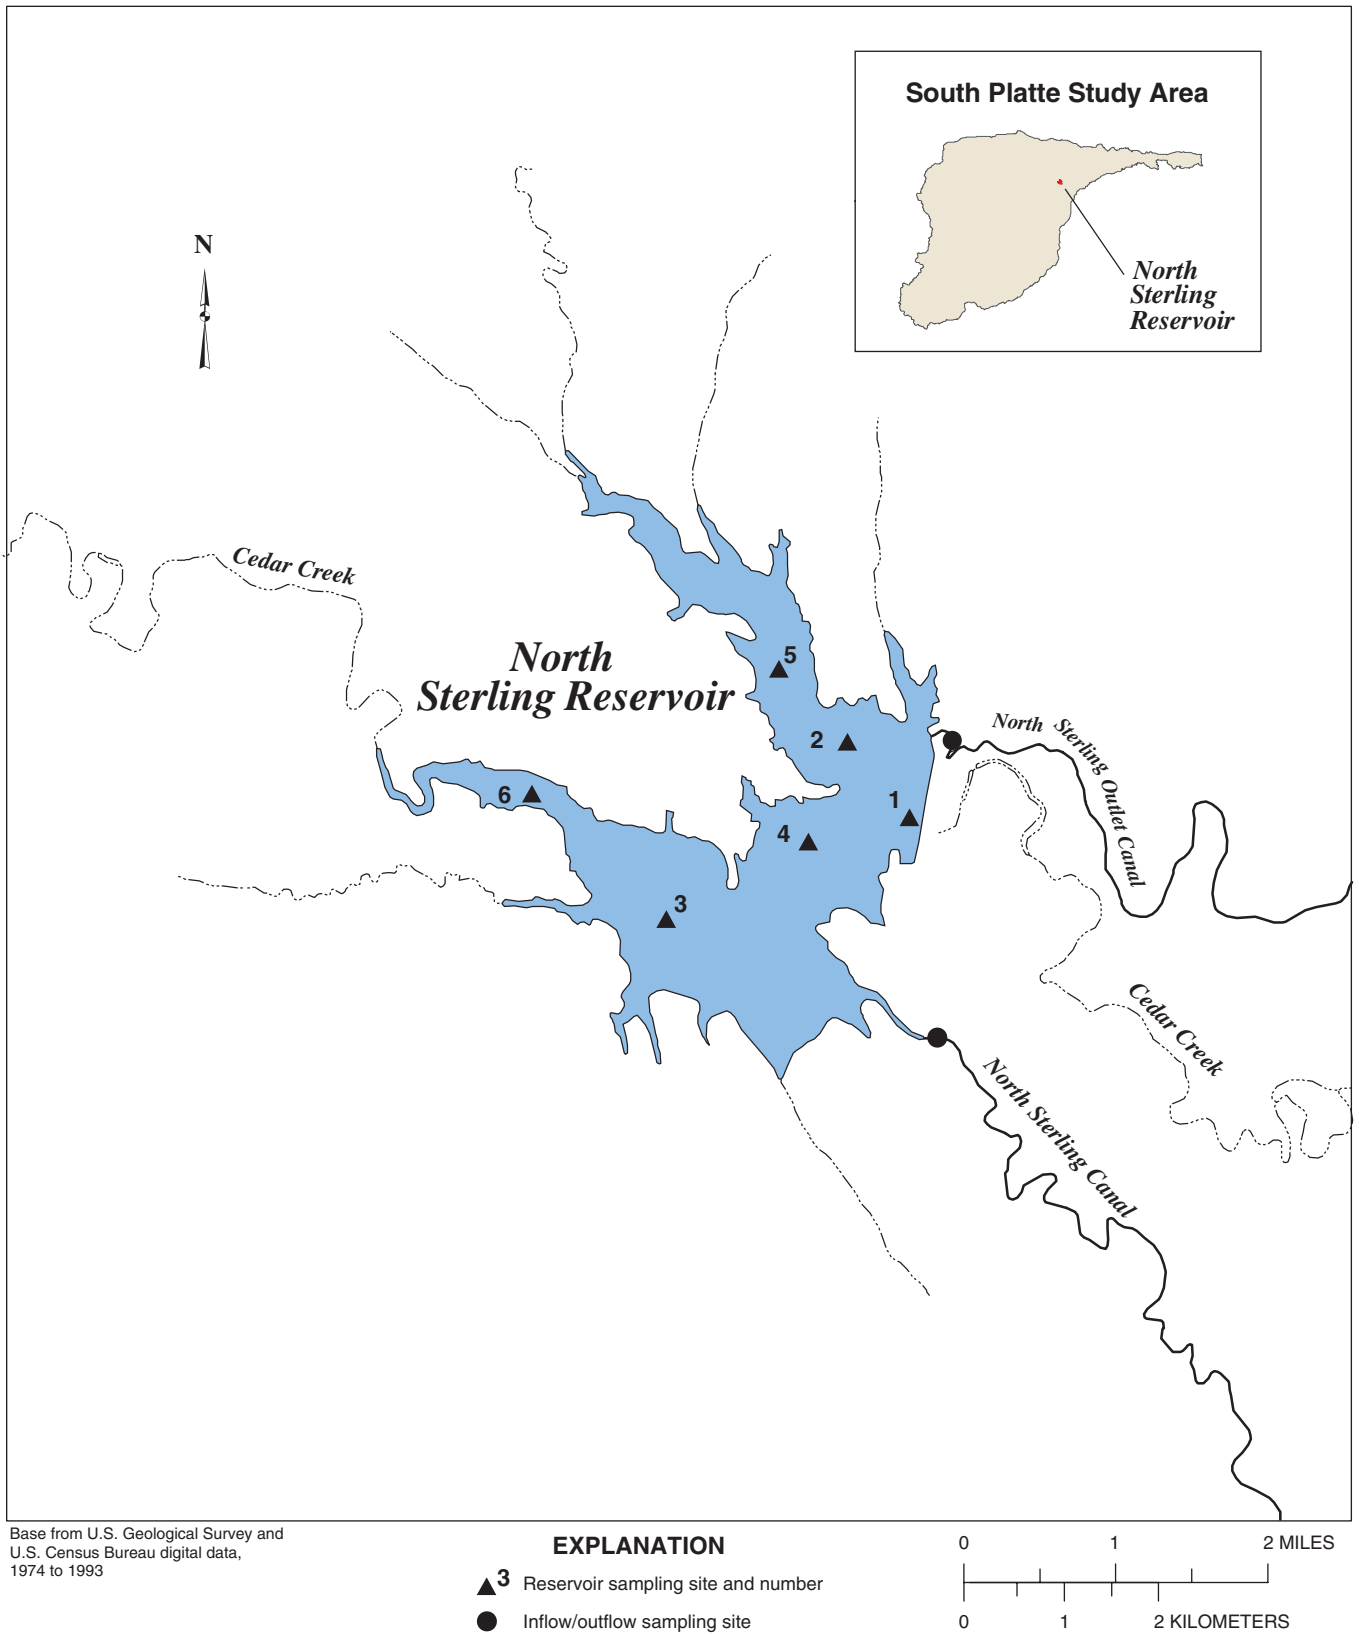 South Platte Study Area
North
Sterling
Reservoir
N
Cedar Creek
North
Sterling Reservoir
5
2
6
1
4
3
North Sterling Outlet Canal
Cedar Creek
North Sterling Canal
Base from U.S. Geological Survey and
U.S. Census Bureau digital data,
1974 to 1993
EXPLANATION
3 Reservoir sampling site and number
Inflow/outflow sampling site
0 1 2 MILES
0 1 2 KILOMETERS